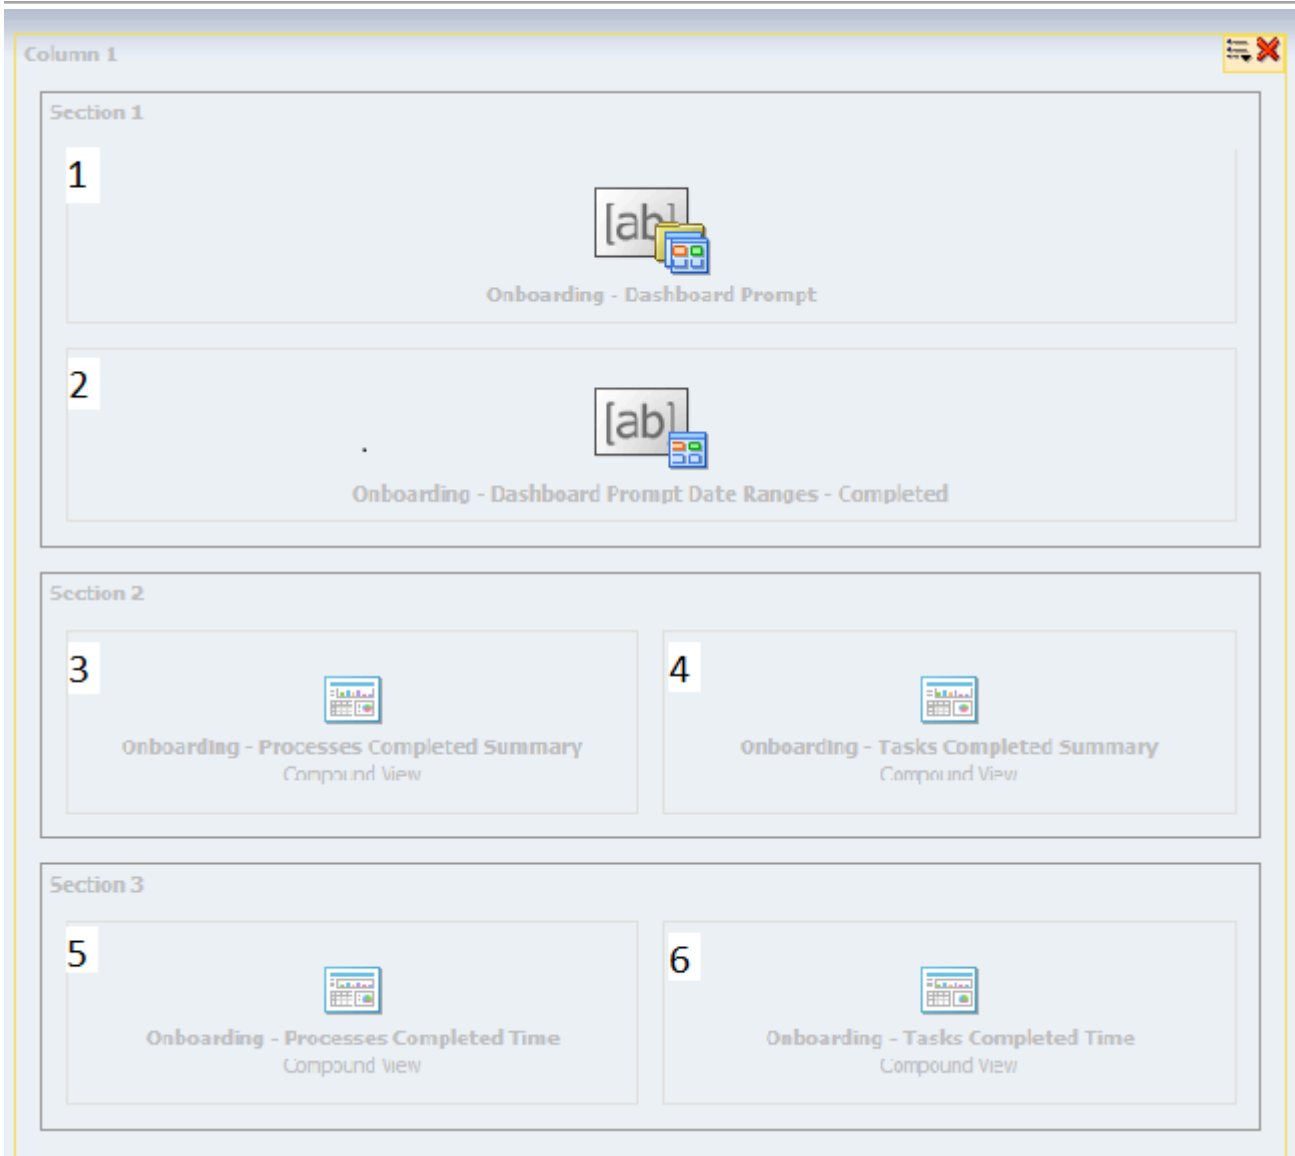 Column 1
Section 1
1
[ab]
Onboarding - Dashboard Prompt
2
[ab]
Onboarding - Dashboard Prompt Date Ranges - Completed
Section 2
3
Onboarding - Processes Completed Summary
Compound View
4
Onboarding - Tasks Completed Summary
Compound View
Section 3
5
Onboarding - Processes Completed Time
Compound View
6
Onboarding - Tasks Completed Time
Compound View